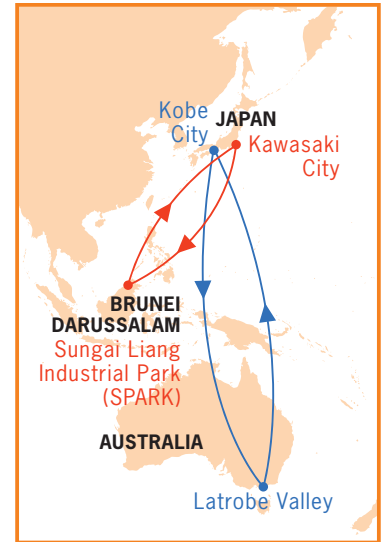 Kobe
City
JAPAN
Kawasaki
City
BRUNEI
DARUSSALAM
Sungai Liang
Industrial Park
(SPARK)
AUSTRALIA
Latrobe Valley